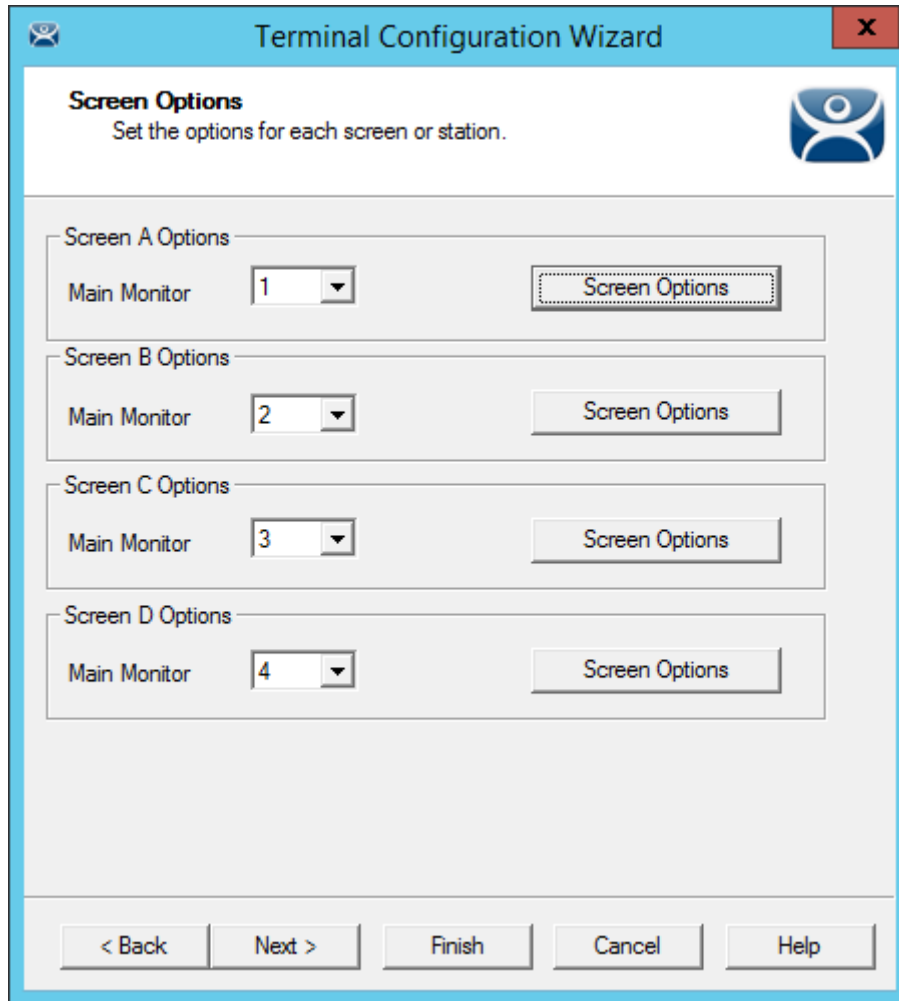 Terminal Configuration Wizard
x
Screen Options
Set the options for each screen or station.
Screen A Options
Main Monitor 1 Screen Options
Screen B Options
Main Monitor 2 Screen Options
Screen C Options
Main Monitor 3 Screen Options
Screen D Options
Main Monitor 4 Screen Options
< Back Next > Finish Cancel Help